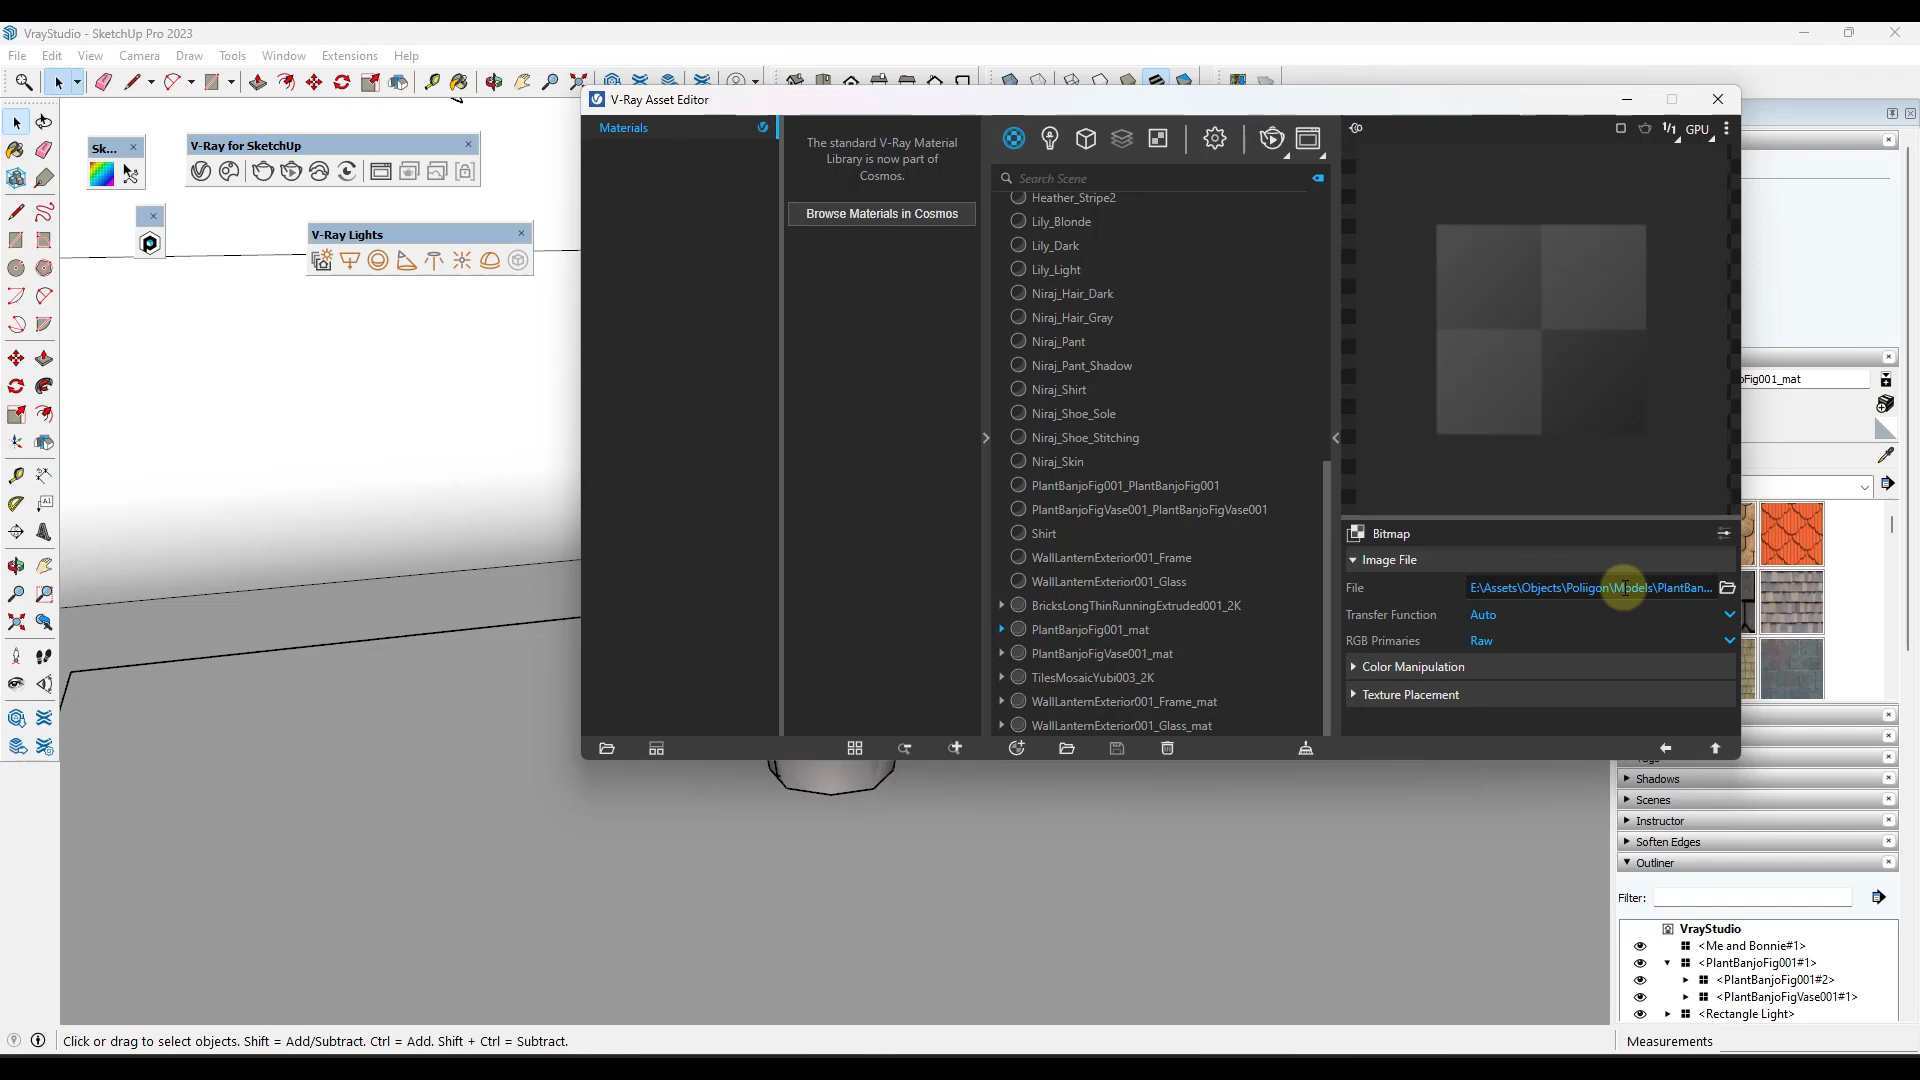 VrayStudio - SketchUp Pro 2023
File Edit View Camera Draw Tools Window Extensions Help
V-Ray Asset Editor
Sk...
V-Ray for SketchUp
V-Ray Lights
Materials
The standard V-Ray Material
Library is now part of
Cosmos.
Browse Materials in Cosmos
Search Scene
Heather_Stripe2
Lily_Blonde
Lily_Dark
Lily_Light
Niraj_Hair_Dark
Niraj_Hair_Gray
Niraj_Pant
Niraj_Pant_Shadow
Niraj_Shirt
Niraj_Shoe_Sole
Niraj_Shoe_Stitching
Niraj_Skin
PlantBanjoFig001_PlantBanjoFig001
PlantBanjoFigVase001_PlantBanjoFigVase001
Shirt
WallLanternExterior001_Frame
WallLanternExterior001_Glass
BricksLongThinRunningExtruded001_2K
PlantBanjoFig001_mat
PlantBanjoFigVase001_mat
TilesMosaicYubi003_2K
WallLanternExterior001_Frame_mat
WallLanternExterior001_Glass_mat
1/1 GPU
Bitmap
Image File
File E:\Assets\Objects\Poliigon\Models\PlantBan...
Transfer Function Auto
RGB Primaries Raw
Color Manipulation
Texture Placement
oFig001_mat
A1
Shadows
Scenes
Instructor
Soften Edges
Outliner
Filter:
VrayStudio
<Me and Bonnie#1>
<PlantBanjoFig001#1>
<PlantBanjoFig001#2>
<PlantBanjoFigVase001#1>
<Rectangle Light>
Click or drag to select objects. Shift = Add/Subtract. Ctrl = Add. Shift + Ctrl = Subtract.
Measurements